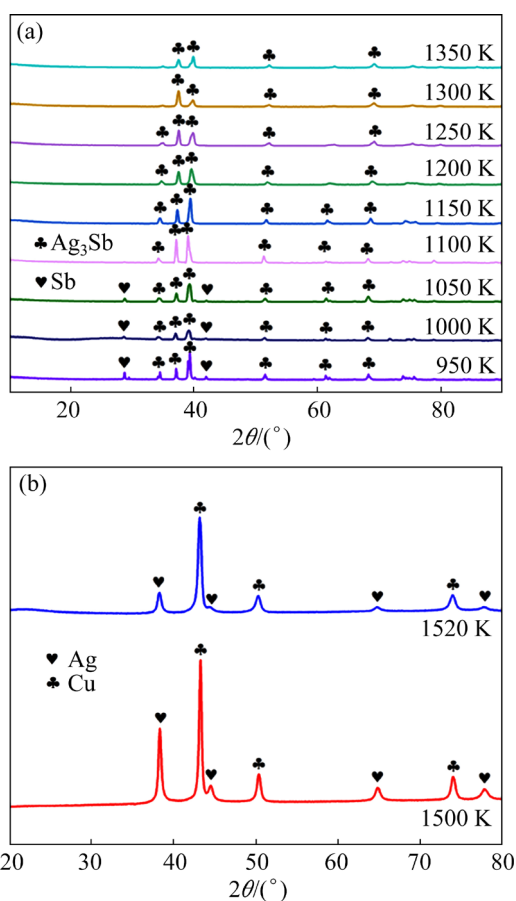 (a)
1350 K
1300 K
1250 K
1200 K
1150 K
1100 K
♣ Ag₃Sb
♥ Sb
1050 K
1000 K
950 K
20 40 60 80
2θ/(°)
(b)
1520 K
♥ Ag
♣ Cu
1500 K
20 30 40 50 60 70 80
2θ/(°)